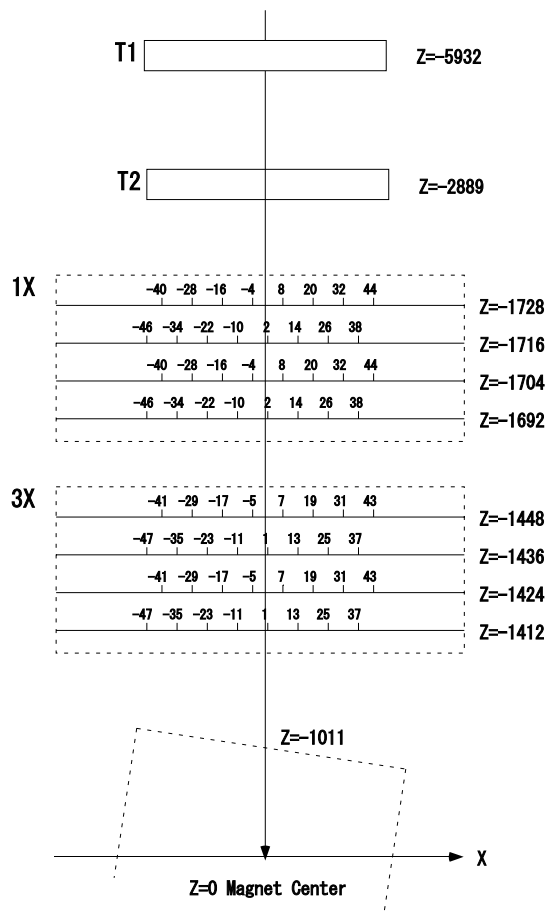 T1 Z=-5932
T2 Z=-2889
1X
-40 -28 -16 -4 8 20 32 44
Z=-1728
-46 -34 -22 -10 2 14 26 38
Z=-1716
-40 -28 -16 -4 8 20 32 44
Z=-1704
-46 -34 -22 -10 2 14 26 38
Z=-1692
3X
-41 -29 -17 -5 7 19 31 43
Z=-1448
-47 -35 -23 -11 1 13 25 37
Z=-1436
-41 -29 -17 -5 7 19 31 43
Z=-1424
-47 -35 -23 -11 1 13 25 37
Z=-1412
Z=-1011
X
Z=0 Magnet Center